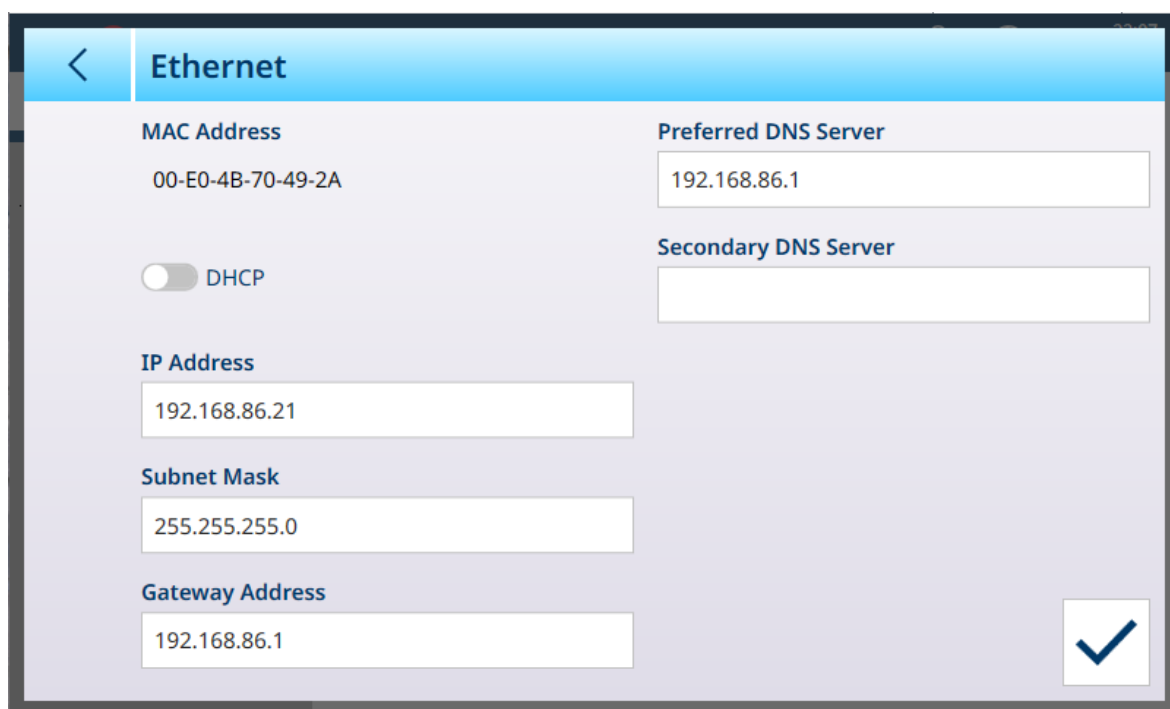 Ethernet
MAC Address
00-E0-4B-70-49-2A
DHCP
IP Address
192.168.86.21
Subnet Mask
255.255.255.0
Gateway Address
192.168.86.1
Preferred DNS Server
192.168.86.1
Secondary DNS Server